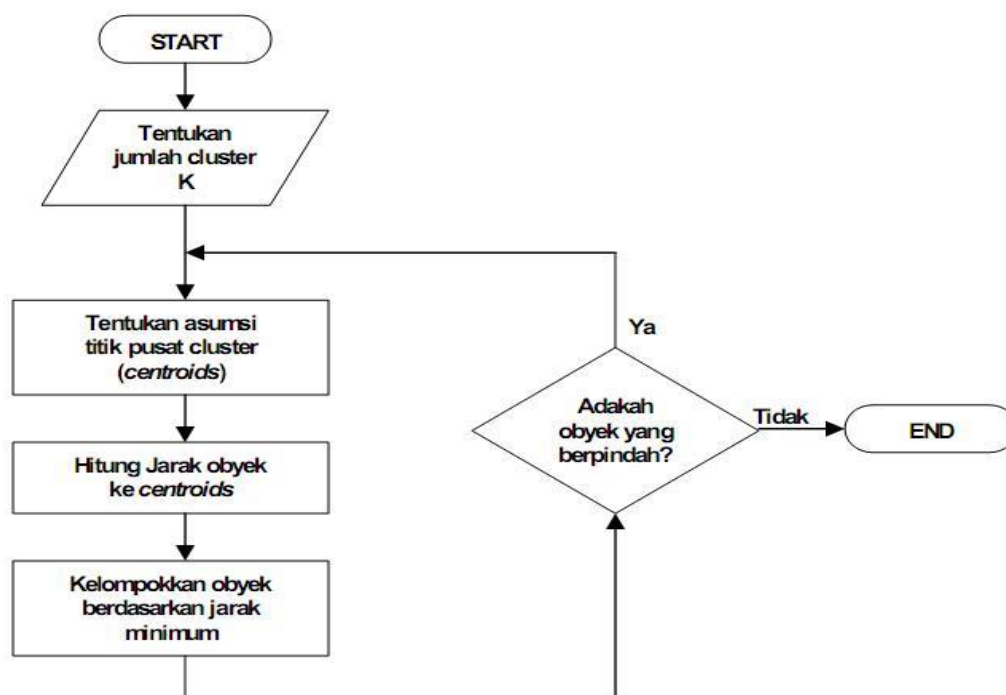 START
Tentukan
jumlah cluster
K
Tentukan asumsi
titik pusat cluster
(centroids)
Hitung Jarak obyek
ke centroids
Kelompokkan obyek
berdasarkan jarak
minimum
Ya
Adakah
obyek yang
berpindah?
Tidak
END